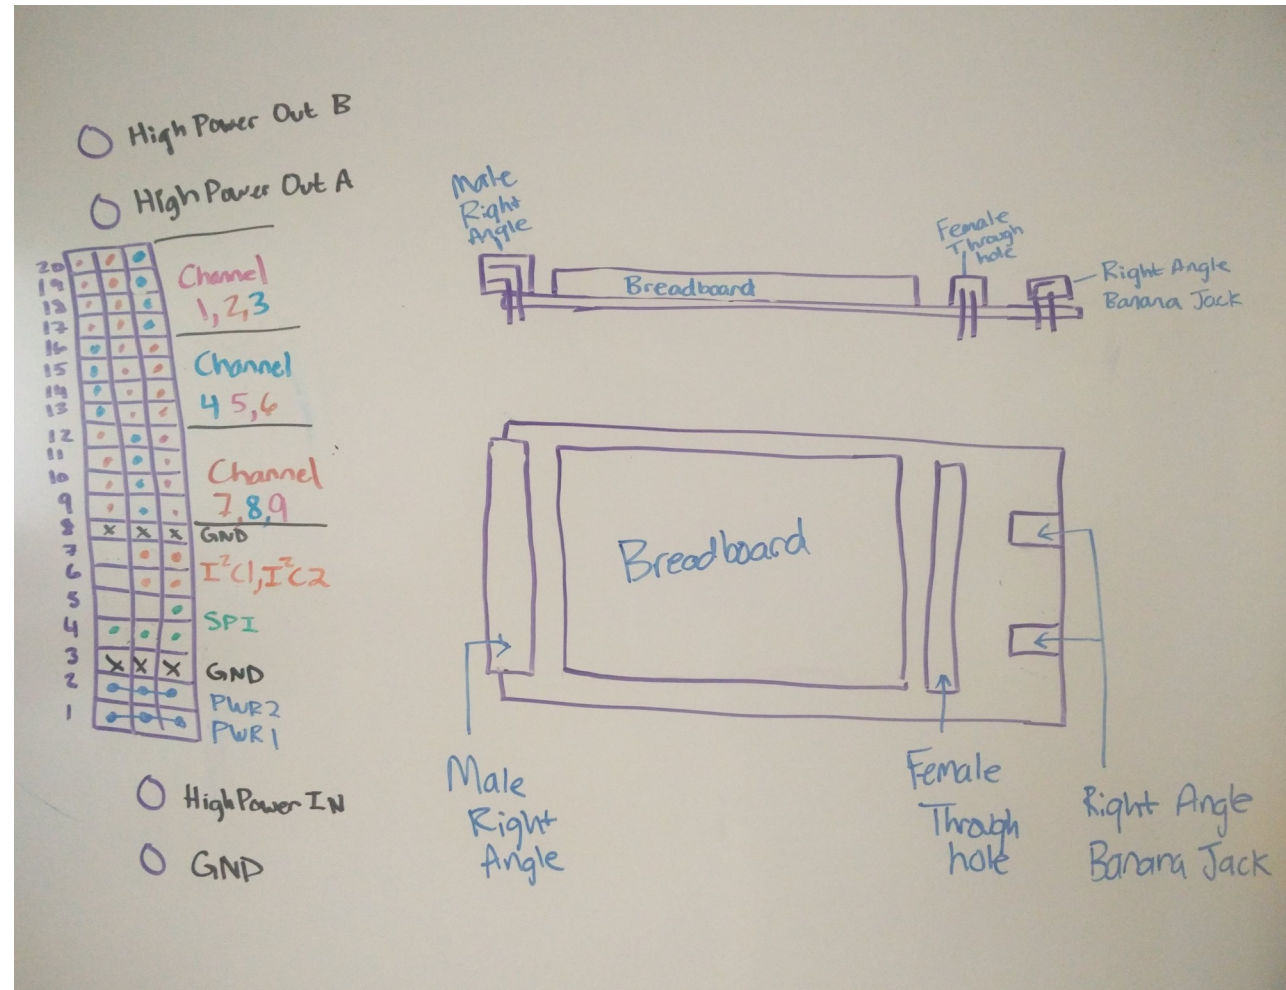 High Power Out B
High Power Out A
20
19
18
17
16
15
14
13
12
11
10
9
8
7
6
5
4
3
2
1
Channel
1,2,3
Channel
4 5,6
Channel
7,8,9
GND
I²C1,I²C2
SPI
GND
PWR2
PWR1
High Power IN
GND
Male
Right
Angle
Breadboard
Female
Through
hole
Right Angle
Banana Jack
Breadboard
Male
Right
Angle
Female
Through
hole
Right Angle
Banana Jack